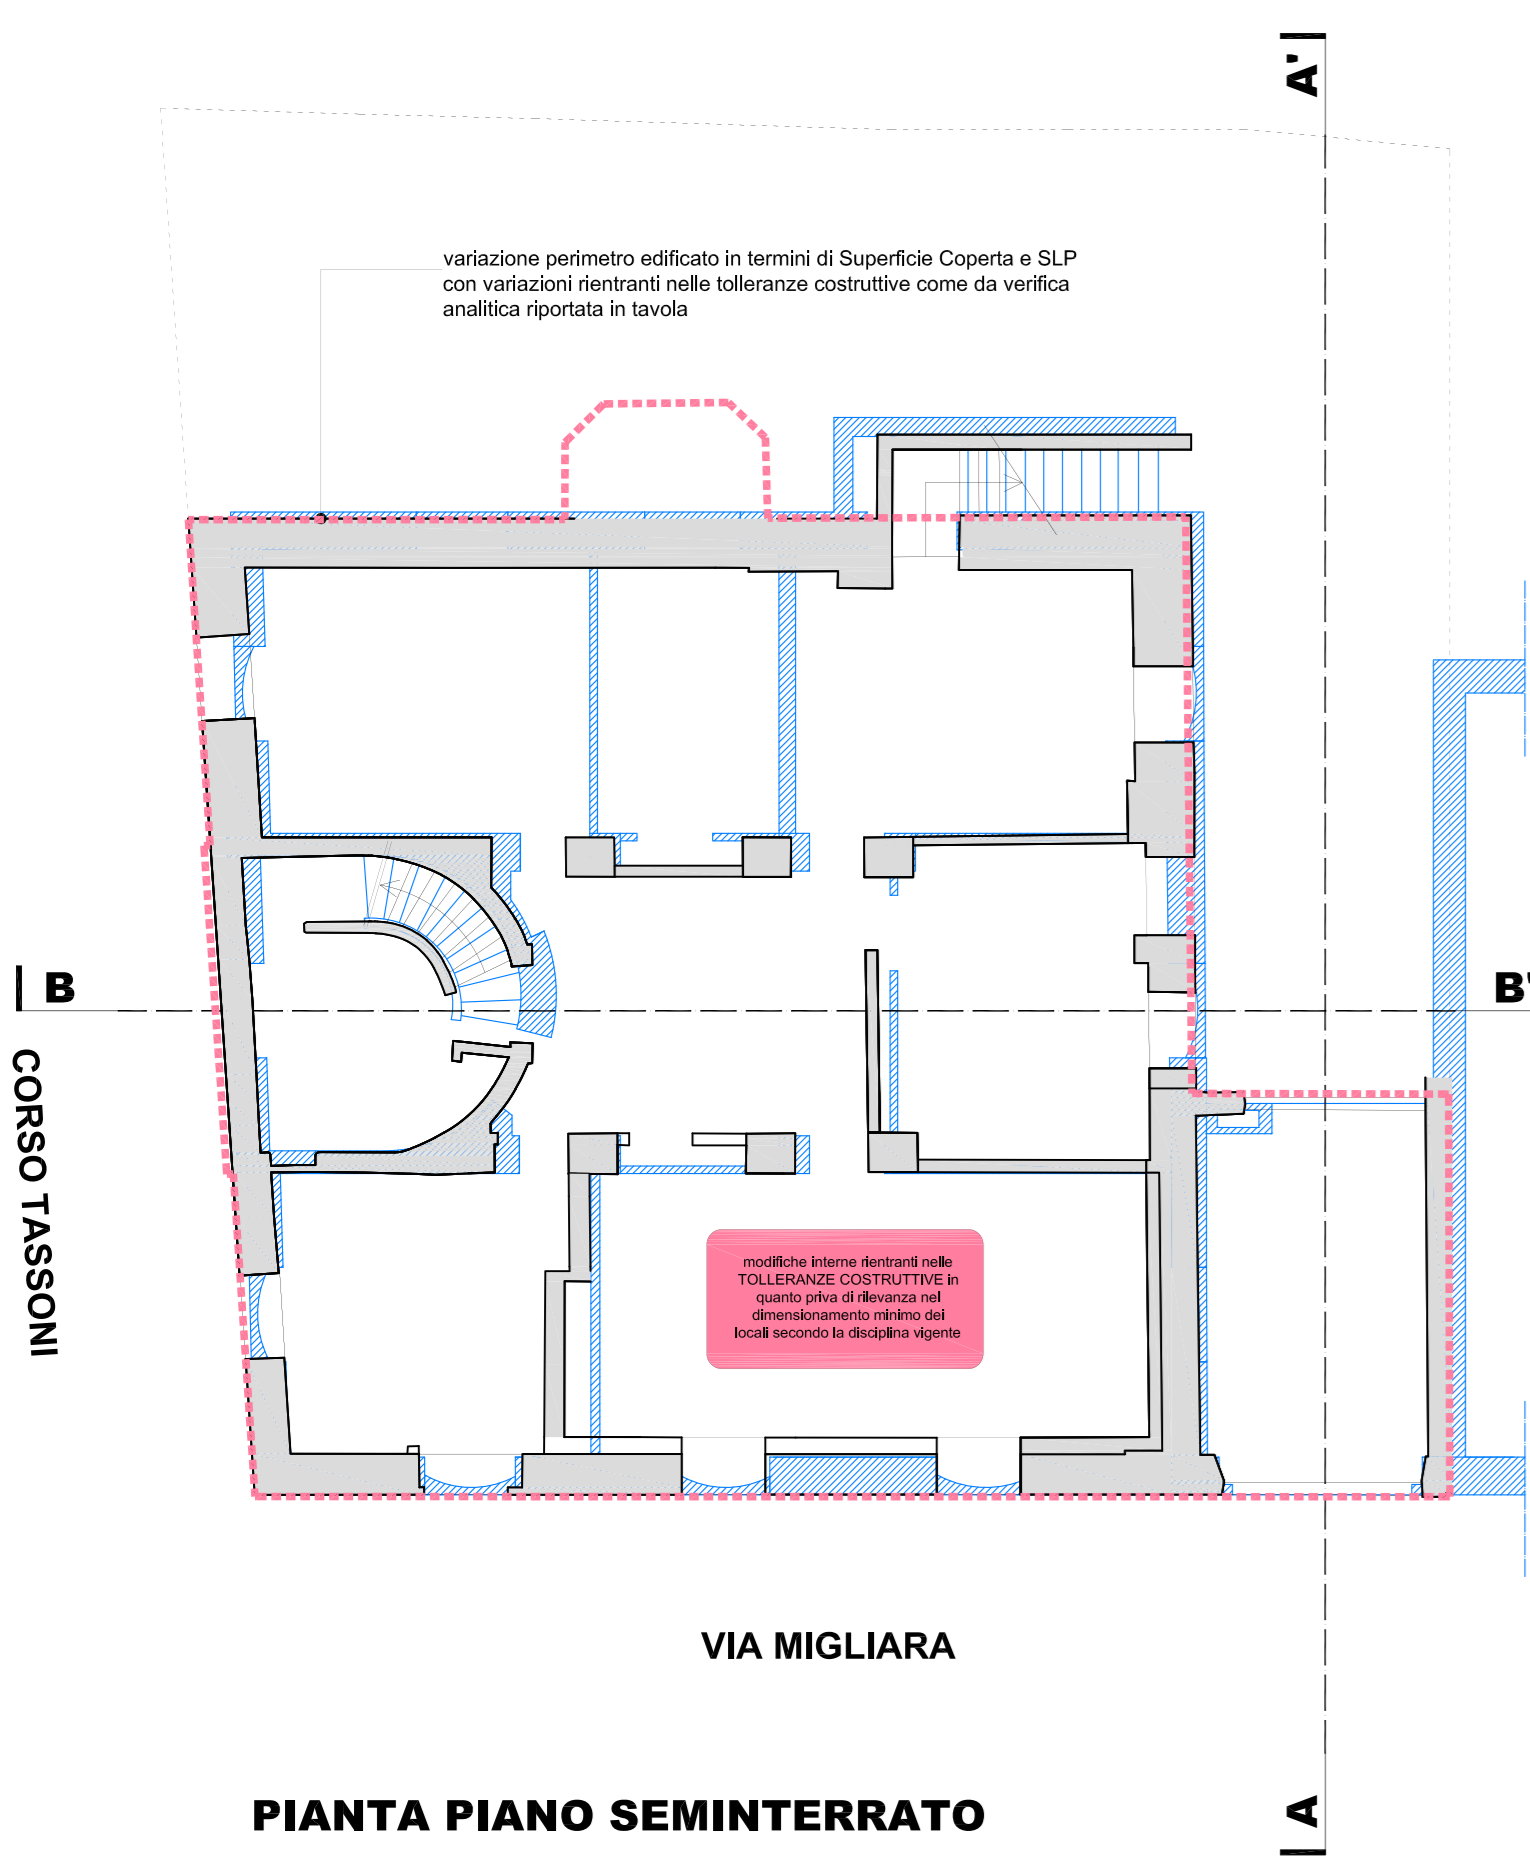 A'
variazione perimetro edificato in termini di Superficie Coperta e SLP
con variazioni rientranti nelle tolleranze costruttive come da verifica
analitica riportata in tavola
B
B'
CORSO TASSONI
modifiche interne rientranti nelle
TOLLERANZE COSTRUTTIVE in
quanto priva di rilevanza nel
dimensionamento minimo dei
locali secondo la disciplina vigente
VIA MIGLIARA
PIANTA PIANO SEMINTERRATO
A